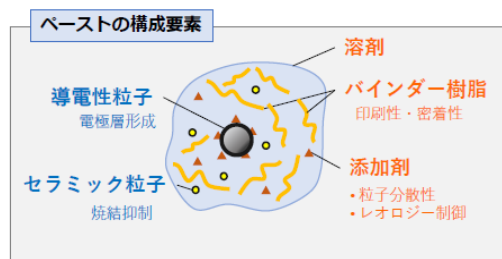 ペーストの構成要素
溶剤
導電性粒子
電極層形成
バインダー樹脂
印刷性・密着性
セラミック粒子
焼結抑制
添加剤
・粒子分散性
・レオロジー制御